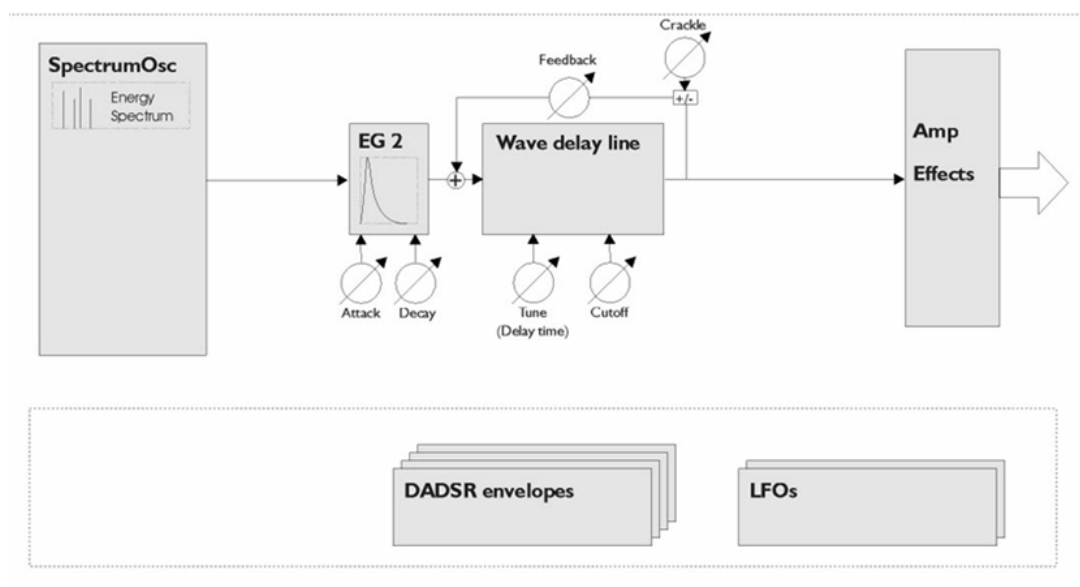 Crackle
SpectrumOsc
Energy
Spectrum
Feedback
+/-
EG 2
Wave delay line
Amp
Effects
+
Attack
Decay
Tune
(Delay time)
Cutoff
DADSR envelopes
LFOs